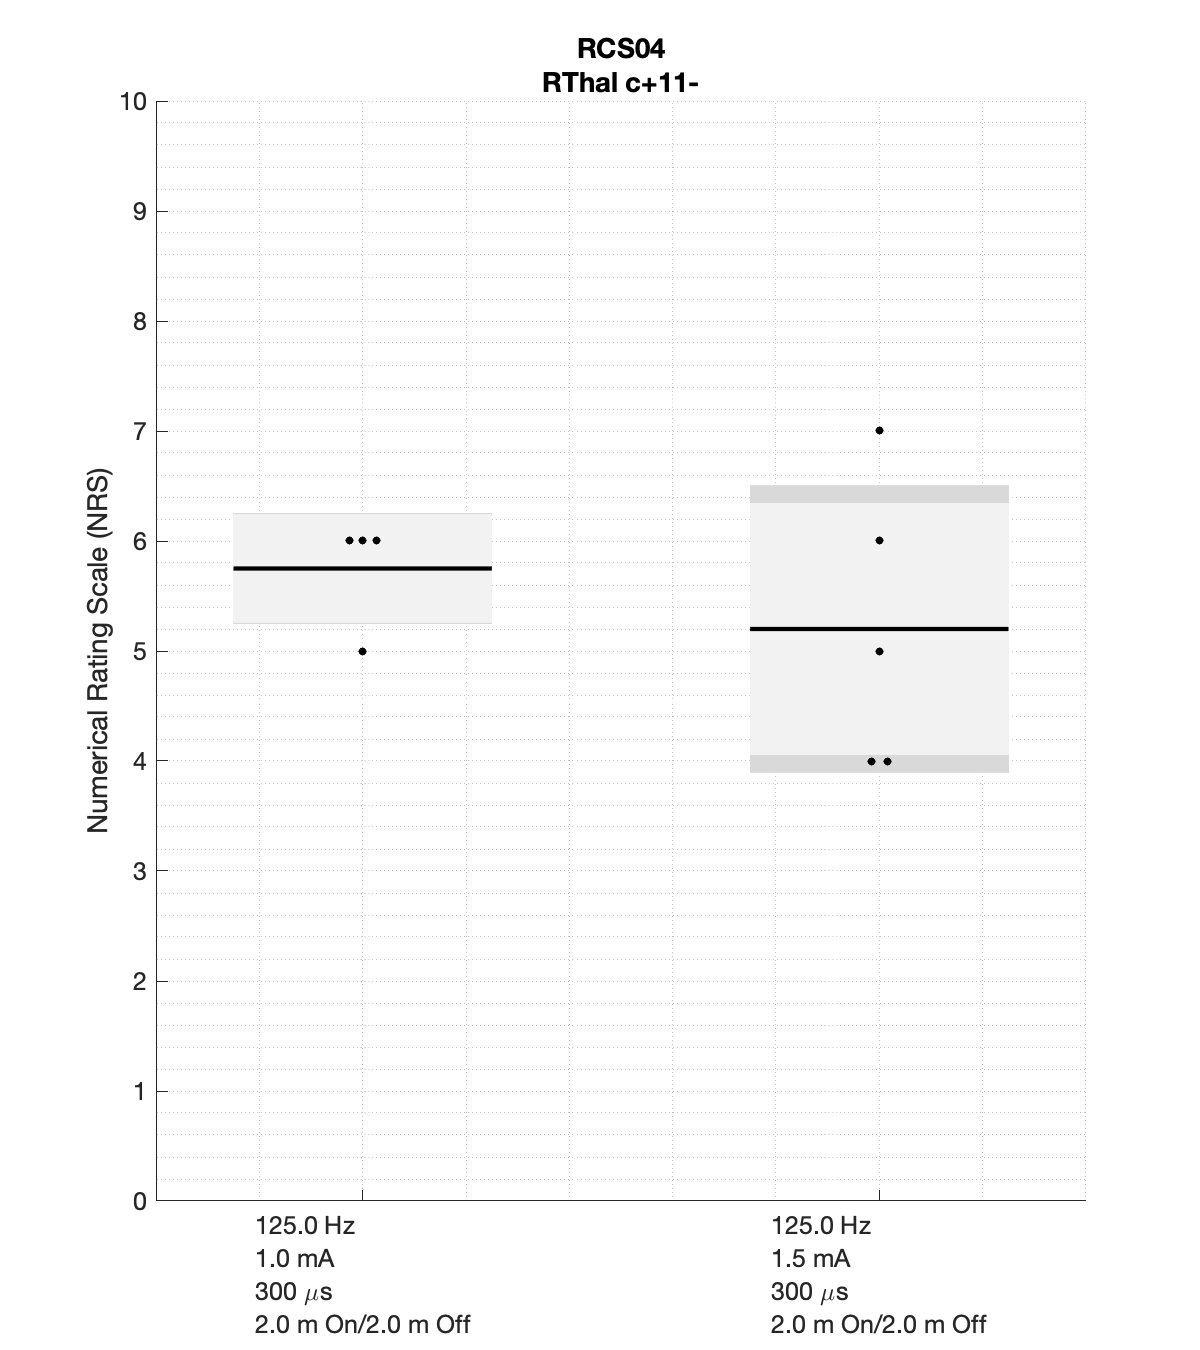 RCS04
RThal c+11-
10
9
8
7
6
5
4
3
2
1
0
Numerical Rating Scale (NRS)
125.0 Hz
1.0 mA
300 μs
2.0 m On/2.0 m Off
125.0 Hz
1.5 mA
300 μs
2.0 m On/2.0 m Off